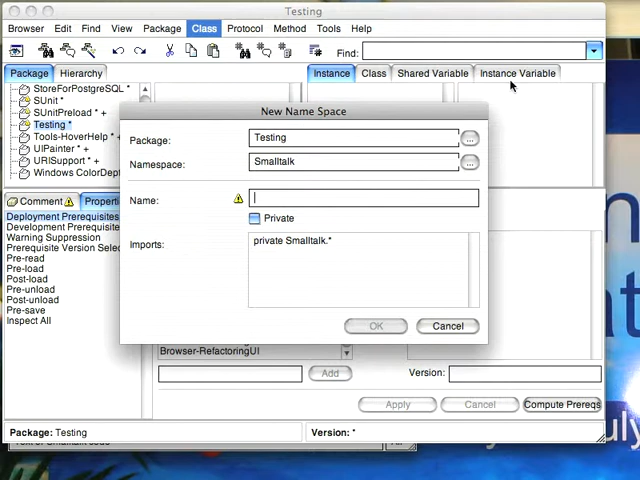 Testing
Browser Edit Find View Package Class Protocol Method Tools Help
Find:
Package Hierarchy Instance Class Shared Variable Instance Variable
StoreForPostgreSQL * +
SUnit * +
SUnitPreload * +
Testing *
Tools-HoverHelp * +
UIPainter * +
URISupport * +
Windows ColorDept
New Name Space
Package: Testing ...
Namespace: Smalltalk ...
Name:
Private
Imports: private Smalltalk.*
OK Cancel
Comment Properti
Deployment Prerequisites
Development Prerequisites
Warning Suppression
Prerequisite Version Selec
Pre-read
Pre-load
Post-load
Pre-unload
Post-unload
Pre-save
Inspect All
Browser-RefactoringUI
Add Version:
Apply Cancel Compute Prereqs
Package: Testing Version: *